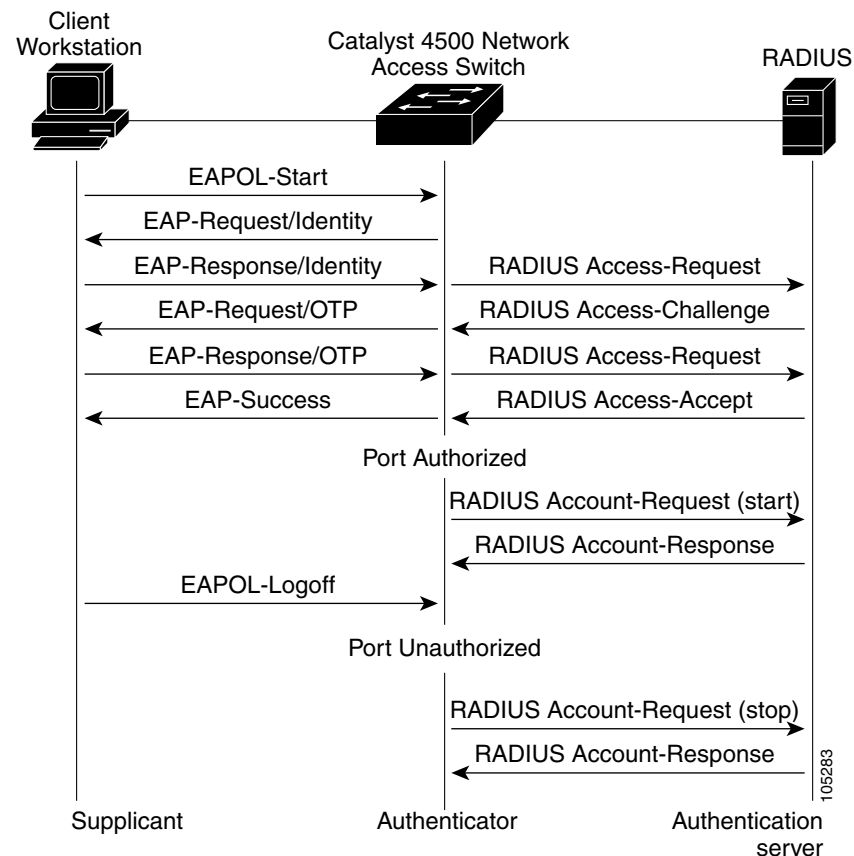 Client
Workstation
Catalyst 4500 Network
Access Switch
RADIUS
EAPOL-Start
EAP-Request/Identity
EAP-Response/Identity
RADIUS Access-Request
EAP-Request/OTP
RADIUS Access-Challenge
EAP-Response/OTP
RADIUS Access-Request
EAP-Success
RADIUS Access-Accept
Port Authorized
RADIUS Account-Request (start)
RADIUS Account-Response
EAPOL-Logoff
Port Unauthorized
RADIUS Account-Request (stop)
RADIUS Account-Response
105283
Supplicant
Authenticator
Authentication
server